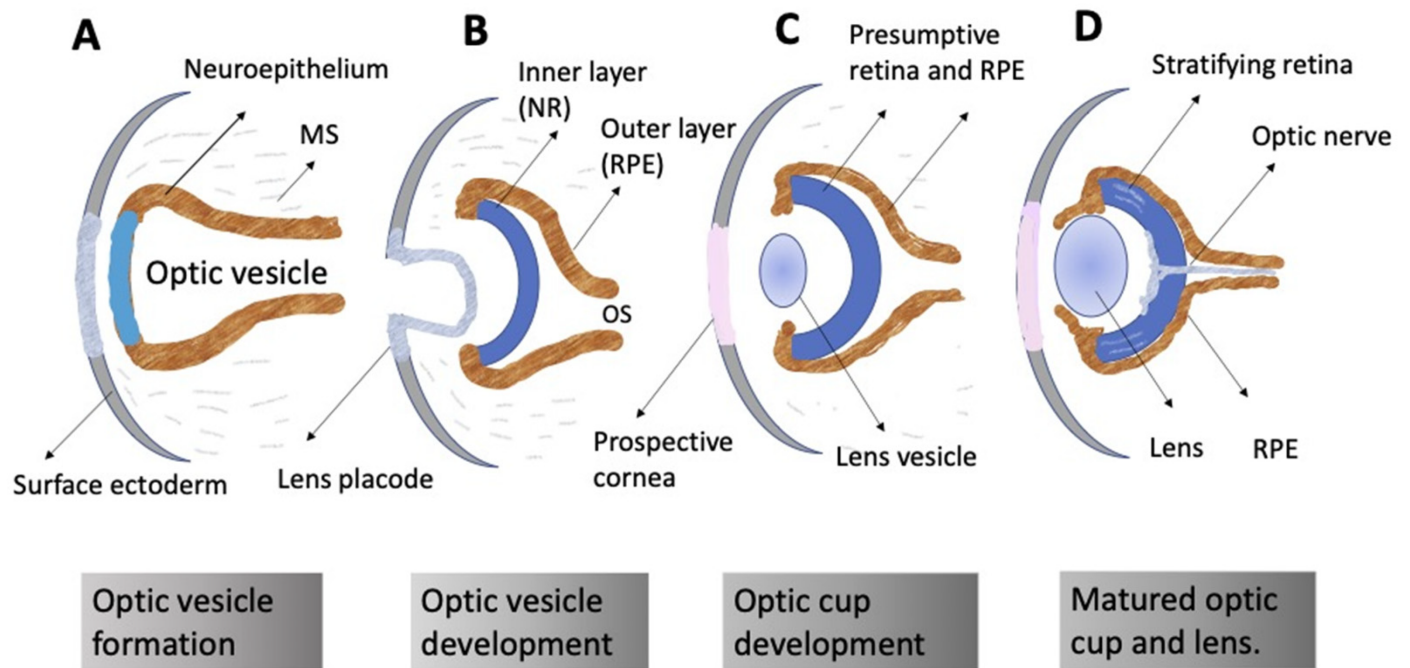 A
B
C
D
Neuroepithelium
MS
Optic vesicle
Surface ectoderm
Inner layer
(NR)
Outer layer
(RPE)
OS
Lens placode
Presumptive
retina and RPE
Prospective
cornea
Lens vesicle
Stratifying retina
Optic nerve
Lens
RPE
Optic vesicle
formation
Optic vesicle
development
Optic cup
development
Matured optic
cup and lens.